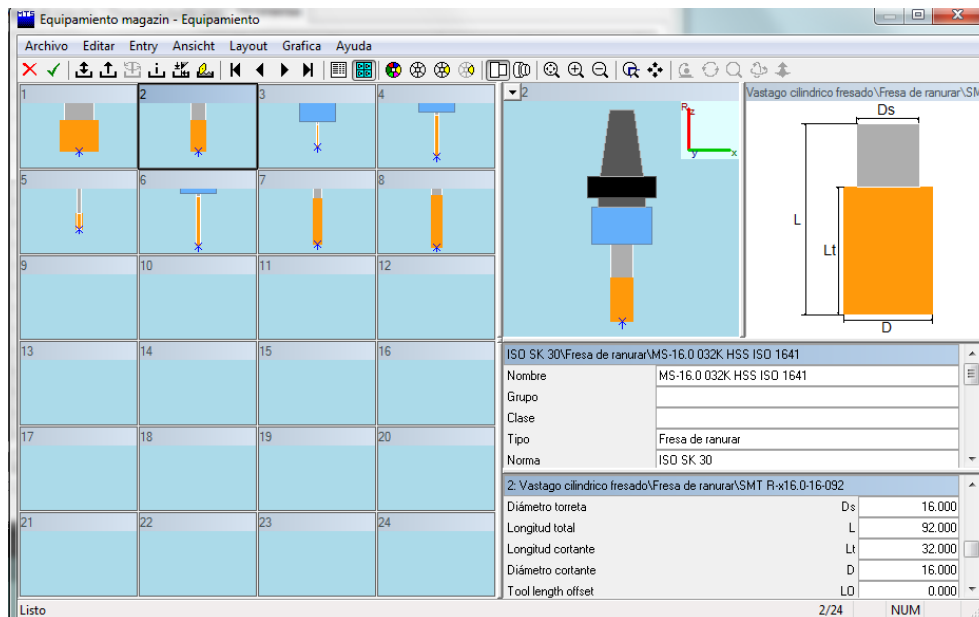 MTS Equipamiento magazin - Equipamiento
Archivo Editar Entry Ansicht Layout Grafica Ayuda
1 2 3 4
5 6 7 8
9 10 11 12
13 14 15 16
17 18 19 20
21 22 23 24
2
R
z
y x
Vastago cilindrico fresado\Fresa de ranurar\SM
Ds
L
Lt
D
ISO SK 30\Fresa de ranurar\MS-16.0 032K HSS ISO 1641
Nombre MS-16.0 032K HSS ISO 1641
Grupo
Clase
Tipo Fresa de ranurar
Norma ISO SK 30
2: Vastago cilindrico fresado\Fresa de ranurar\SMT R-x16.0-16-092
Diámetro torreta Ds 16.000
Longitud total L 92.000
Longitud cortante Lt 32.000
Diámetro cortante D 16.000
Tool length offset LO 0.000
Listo 2/24 NUM